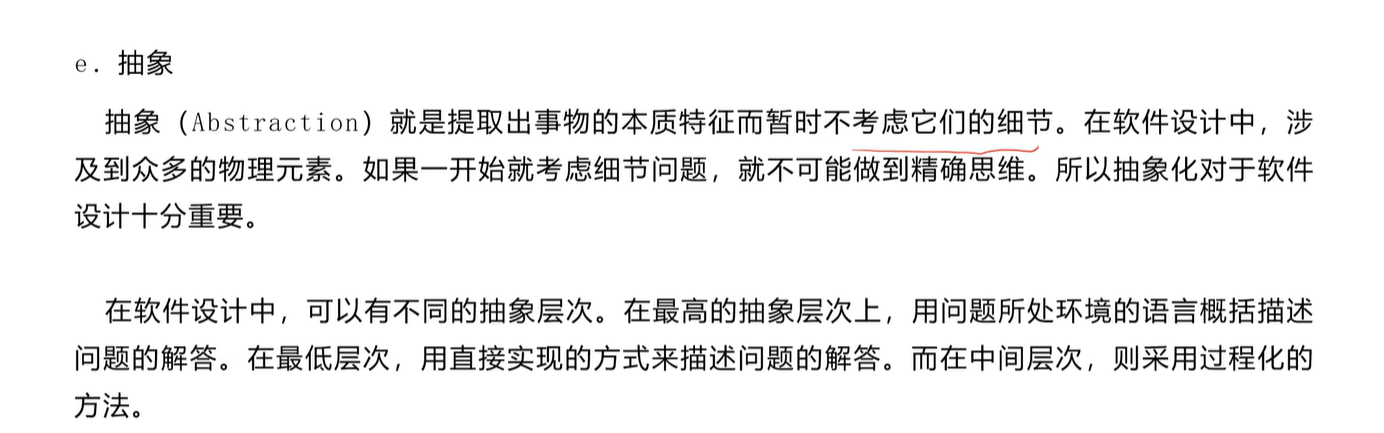 e. 抽象
抽象（Abstraction）就是提取出事物的本质特征而暂时不考虑它们的细节。在软件设计中，涉
及到众多的物理元素。如果一开始就考虑细节问题，就不可能做到精确思维。所以抽象化对于软件
设计十分重要。
在软件设计中，可以有不同的抽象层次。在最高的抽象层次上，用问题所处环境的语言概括描述
问题的解答。在最低层次，用直接实现的方式来描述问题的解答。而在中间层次，则采用过程化的
方法。